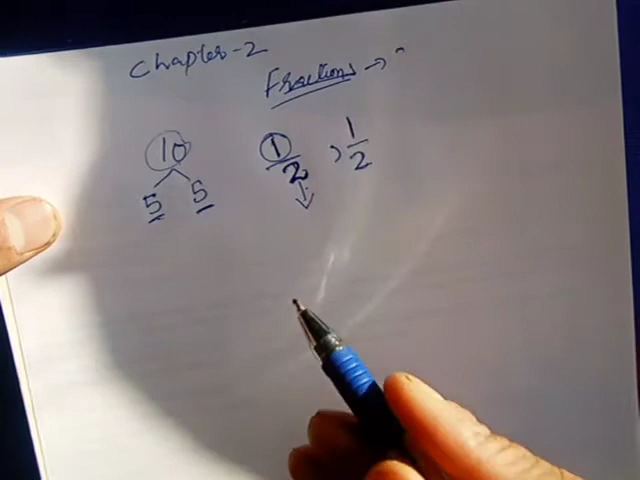 Chapter-2
Fractions →
10 1/2 , 1/2
5 5